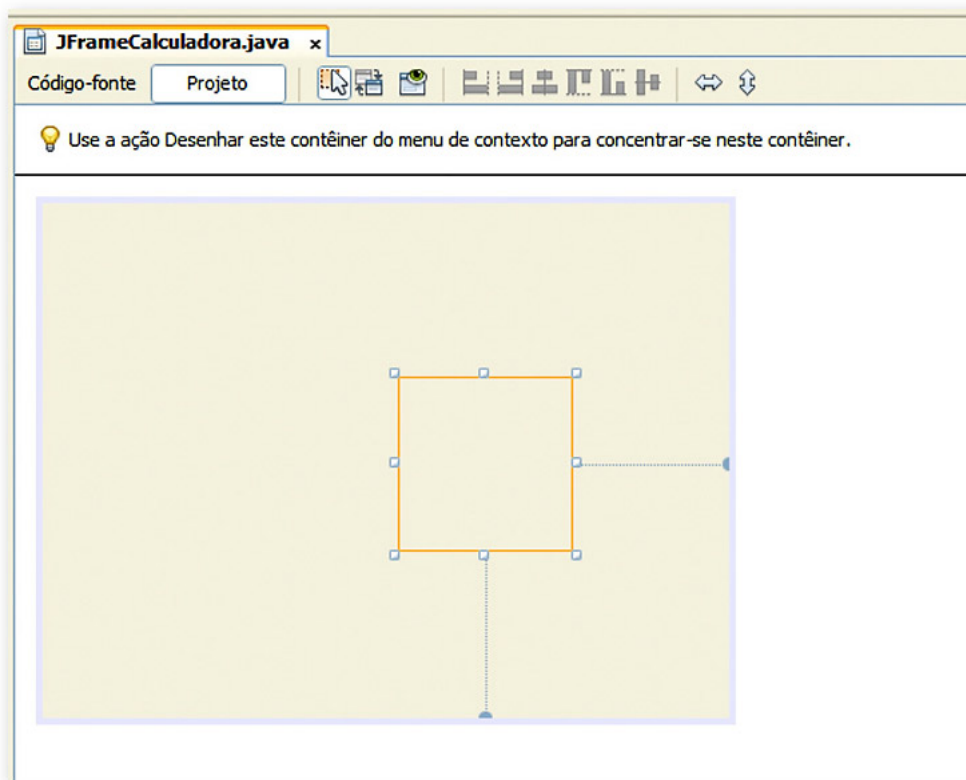 JFrameCalculadora.java x
Código-fonte Projeto
Use a ação Desenhar este contêiner do menu de contexto para concentrar-se neste contêiner.